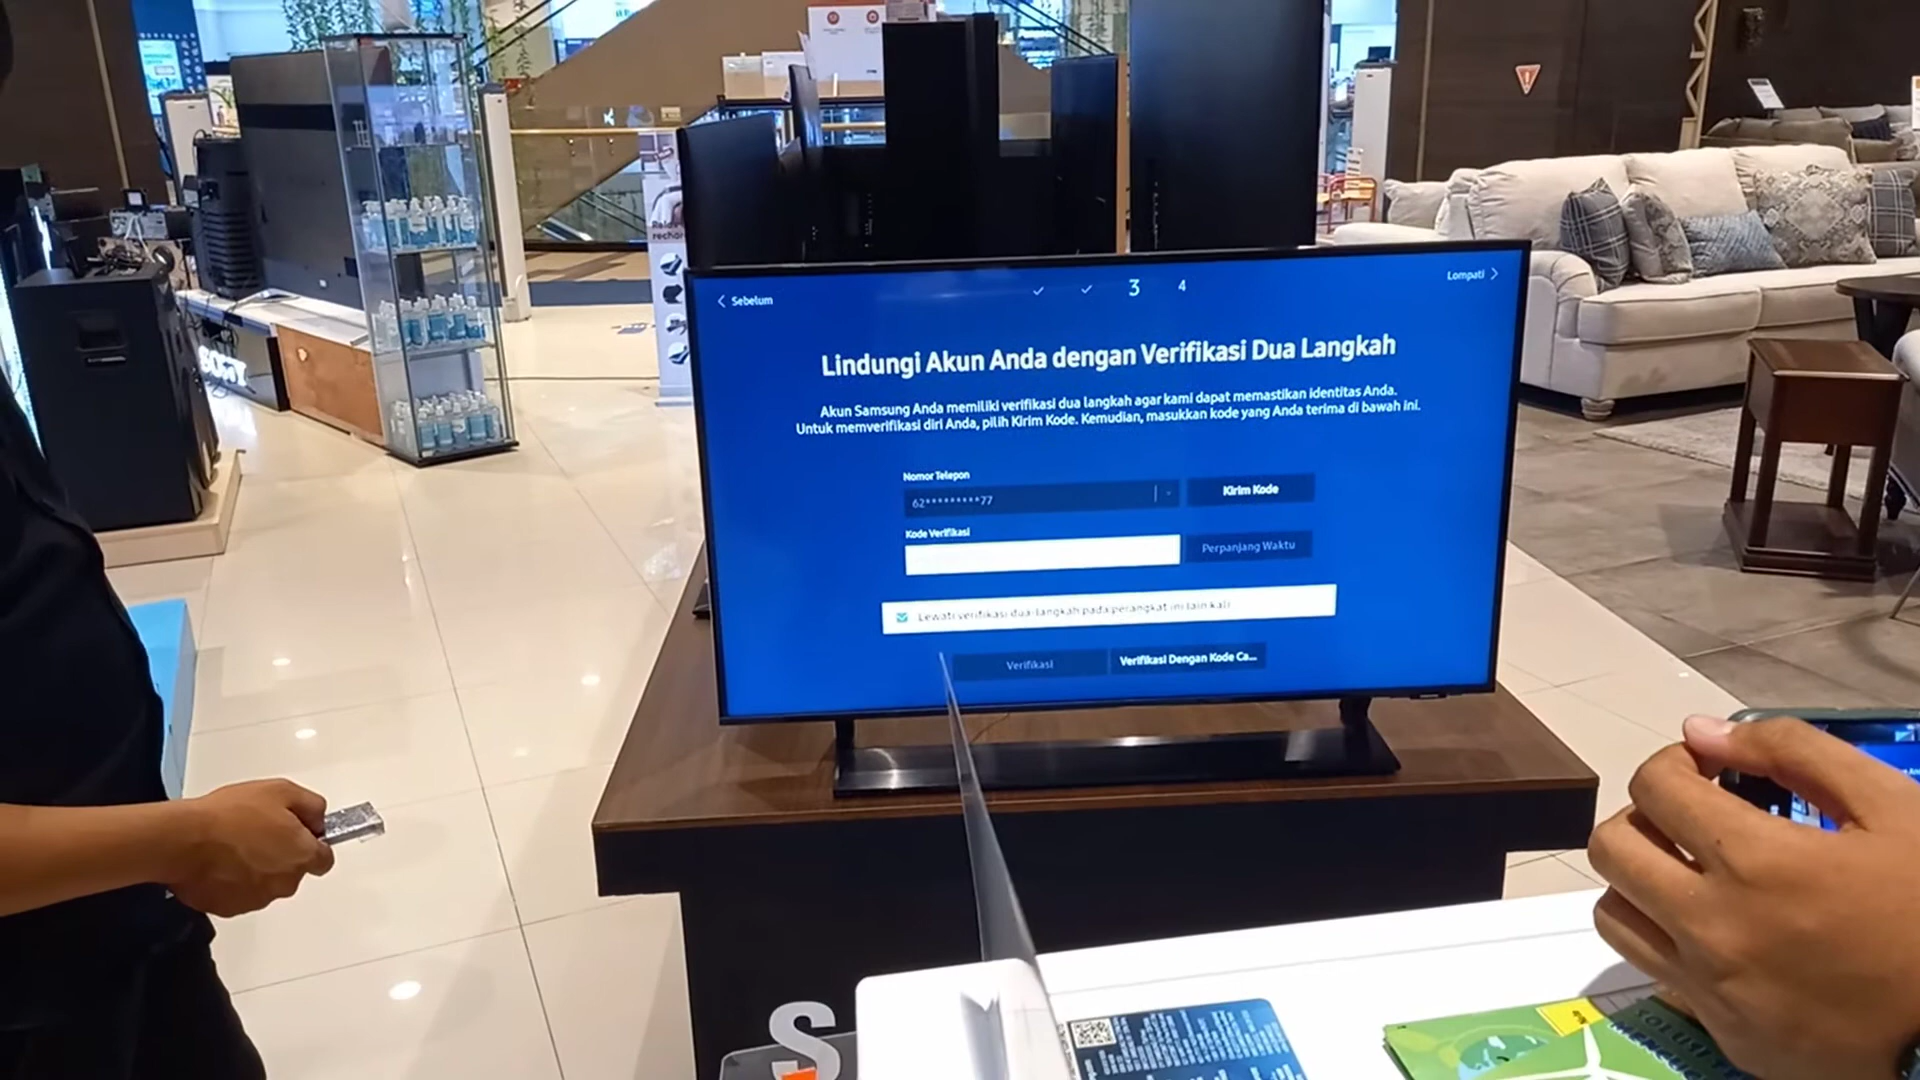 Sebelum
3
4
Lompati
Lindungi Akun Anda dengan Verifikasi Dua Langkah
Akun Samsung Anda memiliki verifikasi dua langkah agar kami dapat memastikan identitas Anda.
Untuk memverifikasi diri Anda, pilih Kirim Kode. Kemudian, masukkan kode yang Anda terima di bawah ini.
Nomor Telepon
62*********77
Kirim Kode
Kode Verifikasi
Perpanjang Waktu
Lewati verifikasi dua-langkah pada perangkat ini lain kali
Verifikasi
Verifikasi Dengan Kode Ca...
SONY
S